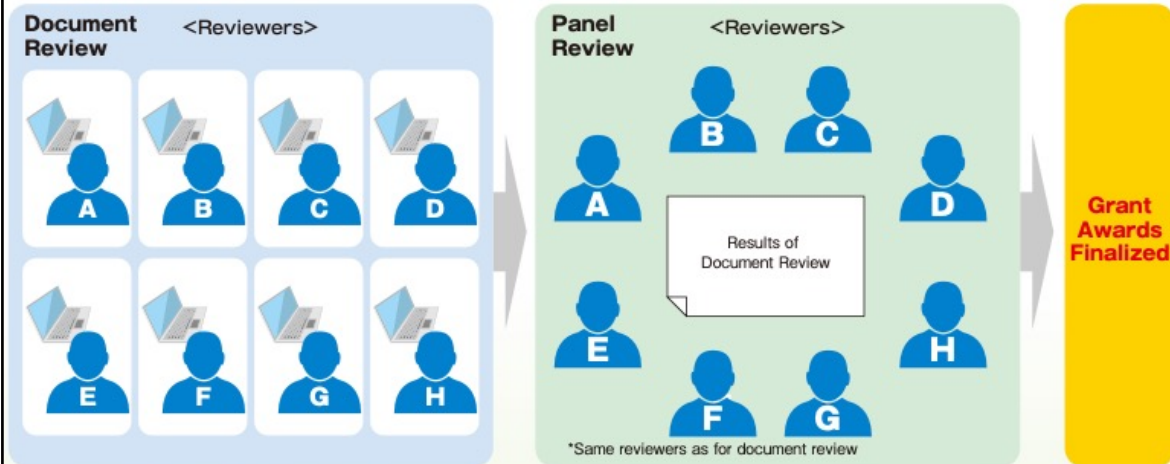 Document
Review
<Reviewers>
A
B
C
D
E
F
G
H
Panel
Review
<Reviewers>
B
C
A
D
Results of
Document Review
E
H
F
G
*Same reviewers as for document review
Grant
Awards
Finalized